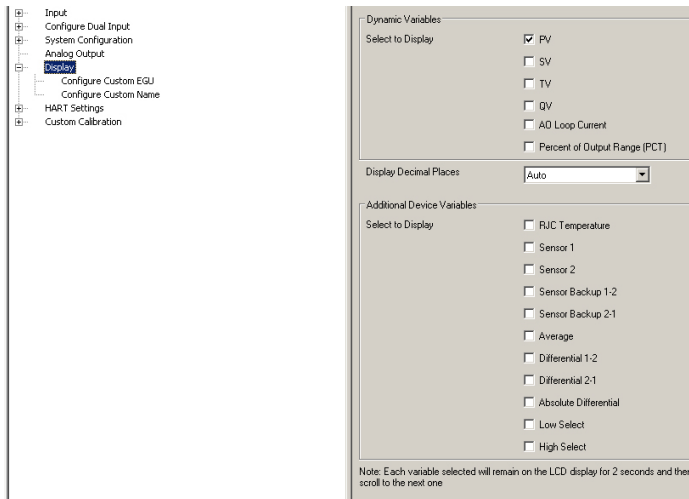 Input
Configure Dual Input
System Configuration
Analog Output
Display
Configure Custom EGU
Configure Custom Name
HART Settings
Custom Calibration
Dynamic Variables
Select to Display
PV
SV
TV
QV
AO Loop Current
Percent of Output Range (PCT)
Display Decimal Places
Auto
Additional Device Variables
Select to Display
RJC Temperature
Sensor 1
Sensor 2
Sensor Backup 1-2
Sensor Backup 2-1
Average
Differential 1-2
Differential 2-1
Absolute Differential
Low Select
High Select
Note: Each variable selected will remain on the LCD display for 2 seconds and the
scroll to the next one